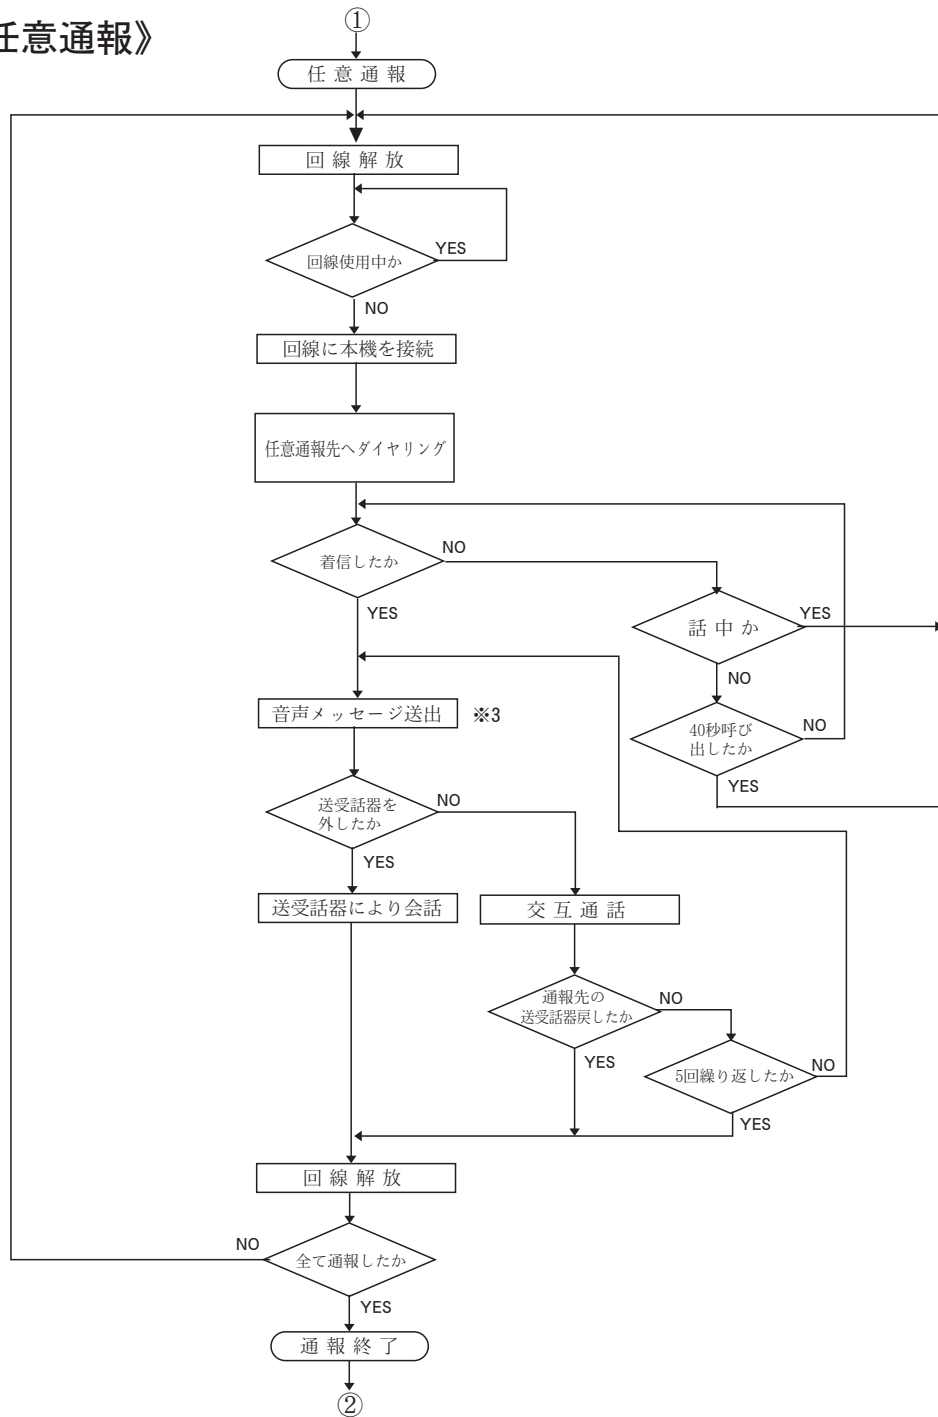 ①
任意通報》
任意通報
回線解放
回線使用中か
YES
NO
回線に本機を接続
任意通報先へダイヤリング
着信したか
NO
YES
話中か
YES
NO
音声メッセージ送出
※3
40秒呼び
出したか
NO
YES
送受話器を
外したか
NO
YES
送受話器により会話
交互通話
通報先の
送受話器戻したか
NO
YES
5回繰り返したか
NO
YES
回線解放
全て通報したか
NO
YES
通報終了
②